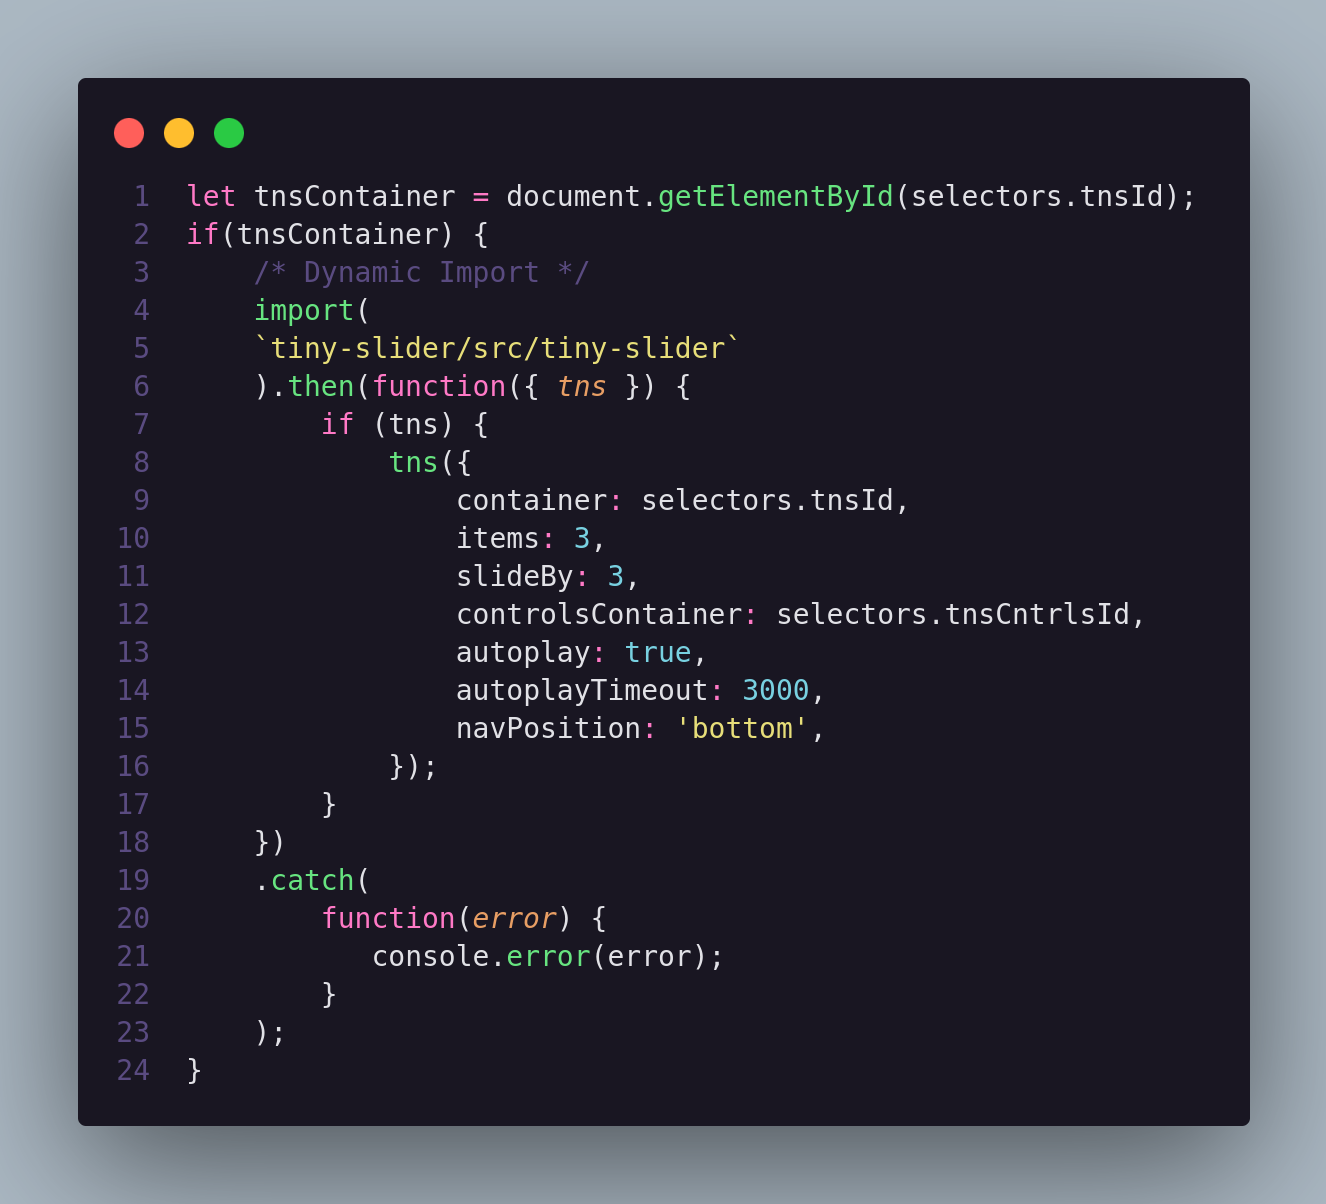 1 let tnsContainer = document.getElementById(selectors.tnsId);
2 if(tnsContainer) {
3     /* Dynamic Import */
4     import(
5     `tiny-slider/src/tiny-slider`
6     ).then(function({ tns }) {
7         if (tns) {
8             tns({
9                 container: selectors.tnsId,
10                 items: 3,
11                 slideBy: 3,
12                 controlsContainer: selectors.tnsCntrlsId,
13                 autoplay: true,
14                 autoplayTimeout: 3000,
15                 navPosition: 'bottom',
16             });
17         }
18     })
19     .catch(
20         function(error) {
21            console.error(error);
22         }
23     );
24 }